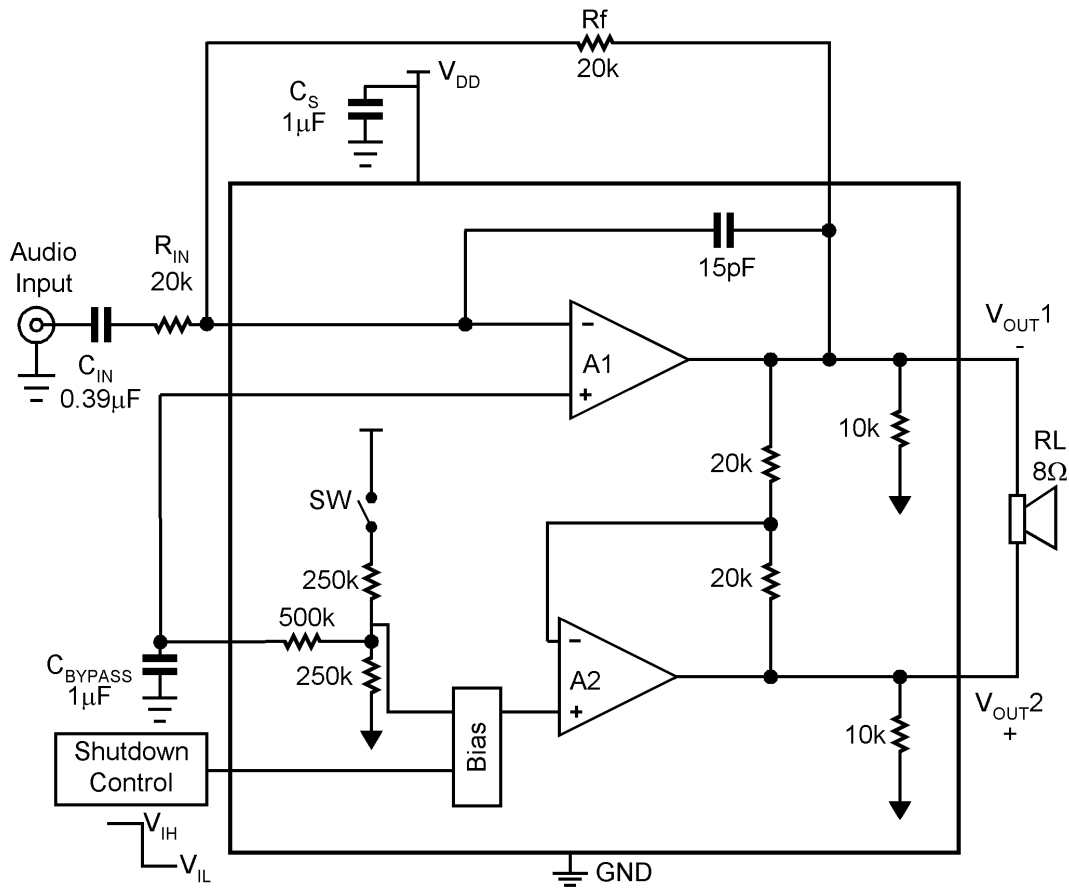 Rf
20k
V_DD
C_S
1µF
Audio
Input
R_IN
20k
C_IN
0.39µF
15pF
-
A1
+
V_OUT1
-
10k
RL
8Ω
20k
SW
20k
250k
500k
250k
C_BYPASS
1µF
-
A2
+
V_OUT2
+
10k
Bias
Shutdown
Control
V_IH
V_IL
GND